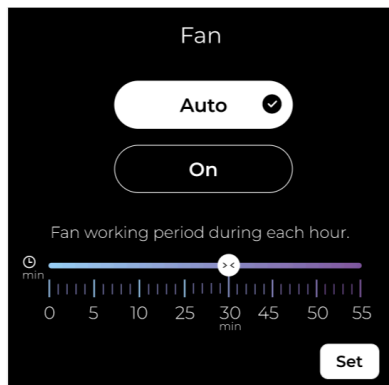 Fan
Auto
On
Fan working period during each hour.
min
0 5 10 25 30 45 50 55
min
Set